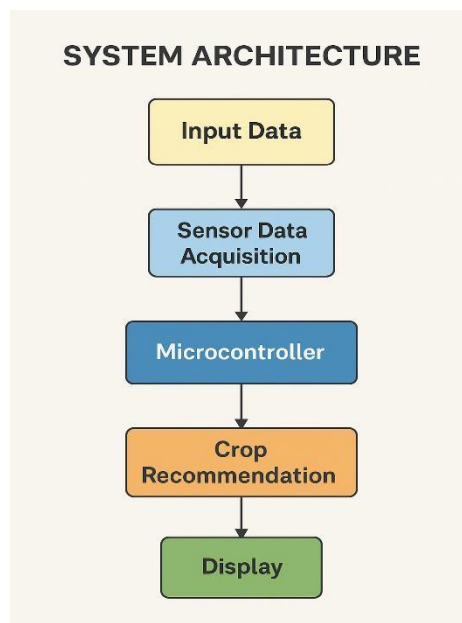 SYSTEM ARCHITECTURE
Input Data
Sensor Data
Acquisition
Microcontroller
Crop
Recommendation
Display